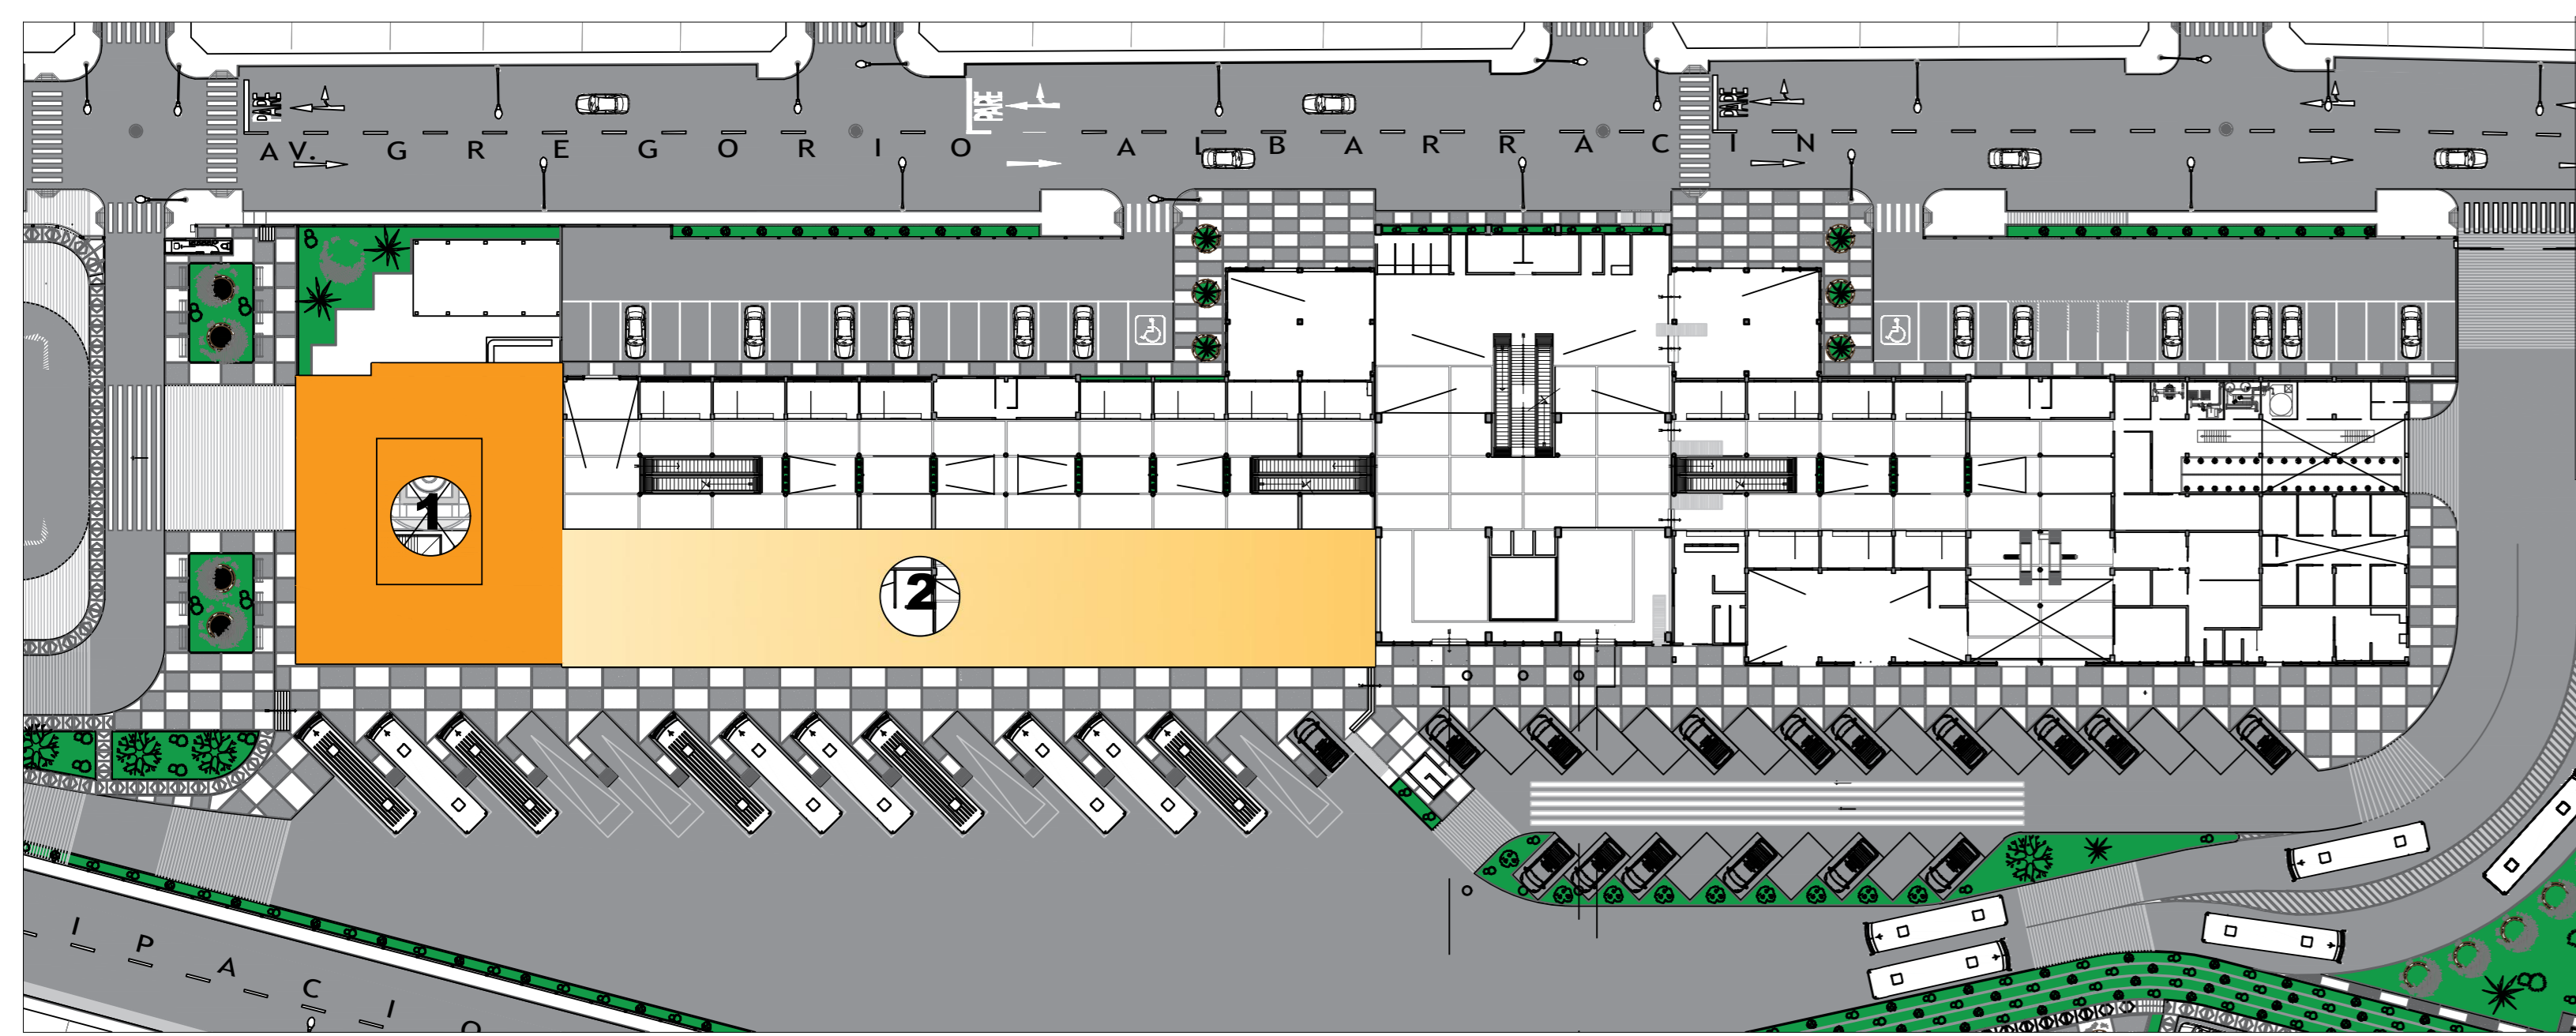 PARE PARE PARE
AV. GREGORIO ALBARRACIN
1
2
IPACIO